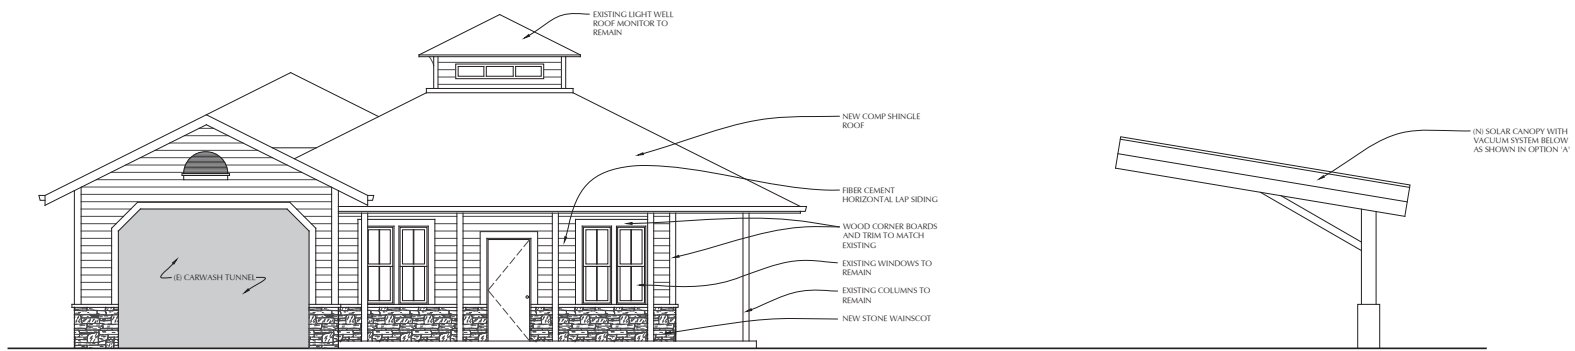 EXISTING LIGHT WELL
ROOF MONITOR TO
REMAIN
NEW COMP SHINGLE
ROOF
(N) SOLAR CANOPY WITH
VACUUM SYSTEM BELOW
AS SHOWN IN OPTION 'A'
FIBER CEMENT
HORIZONTAL LAP SIDING
WOOD CORNER BOARDS
AND TRIM TO MATCH
EXISTING
EXISTING WINDOWS TO
REMAIN
(E) CARWASH TUNNEL
EXISTING COLUMNS TO
REMAIN
NEW STONE WAINSCOT